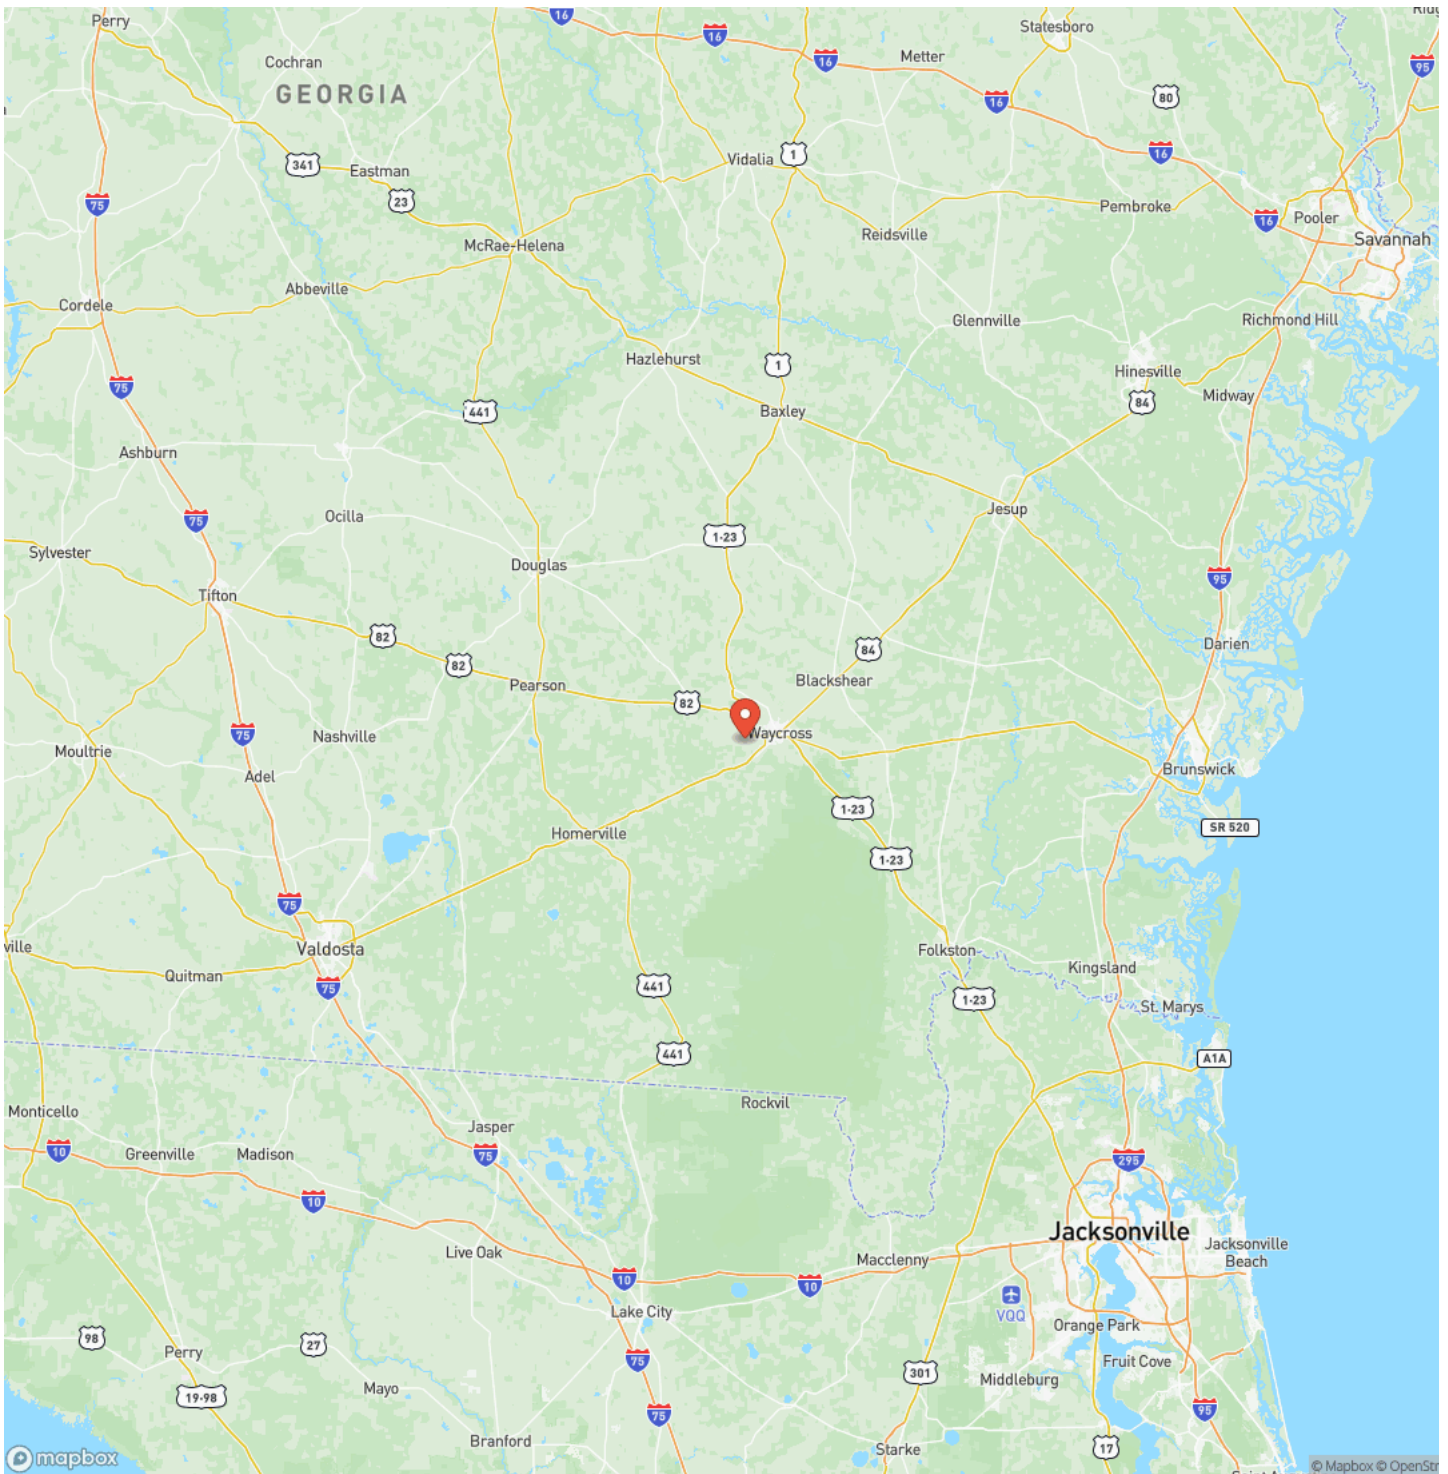 Perry
16
Statesboro
16
Metter
16
Cochran
95
GEORGIA
16
80
1
16
341
Vidalia
Eastman
23
75
Pembroke
Pooler
16
Reidsville
Savannah
McRae-Helena
Abbeville
Cordele
Glennville
Richmond Hill
Hazlehurst
1
Hinesville
75
Midway
84
441
Baxley
Ashburn
Jesup
75
Ocilla
1-23
Sylvester
Douglas
95
Tifton
82
Darien
84
82
Blackshear
Pearson
82
75
Nashville
Waycross
Moultrie
Brunswick
Adel
1-23
SR 520
Homerville
1-23
75
ville
Valdosta
Folkston
Kingsland
Quitman
75
441
1-23
St. Marys
441
A1A
Rockvil
Monticello
Jasper
10
Greenville
Madison
75
295
10
Jacksonville
Live Oak
Jacksonville
Beach
Macclenny
10
10
VQQ
Lake City
Orange Park
98
27
Perry
75
Fruit Cove
301
Middleburg
Mayo
19-98
75
95
Branford
17
Starke
mapbox
© Mapbox © OpenStr